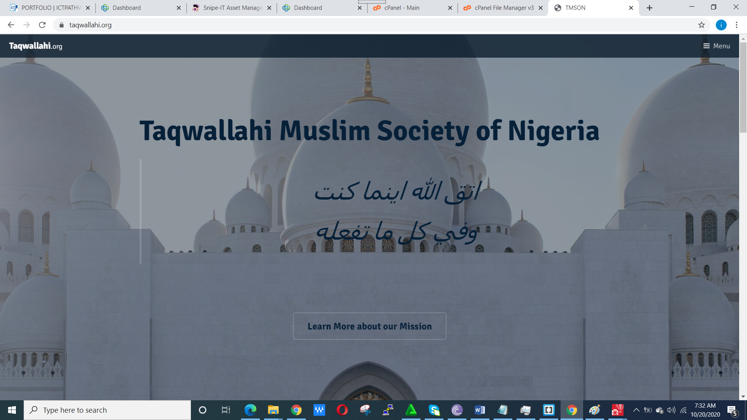 PORTFOLIO | ICTPATHW
Dashboard
Snipe-IT Asset Manage
Dashboard
cPanel - Main
cPanel File Manager v3
TMSON
taqwallahi.org
Taqwallahi.org
Menu
Taqwallahi Muslim Society of Nigeria
اتق الله اينما كنت
وفي كل ما تفعله
Learn More about our Mission
Type here to search
7:32 AM
10/20/2020